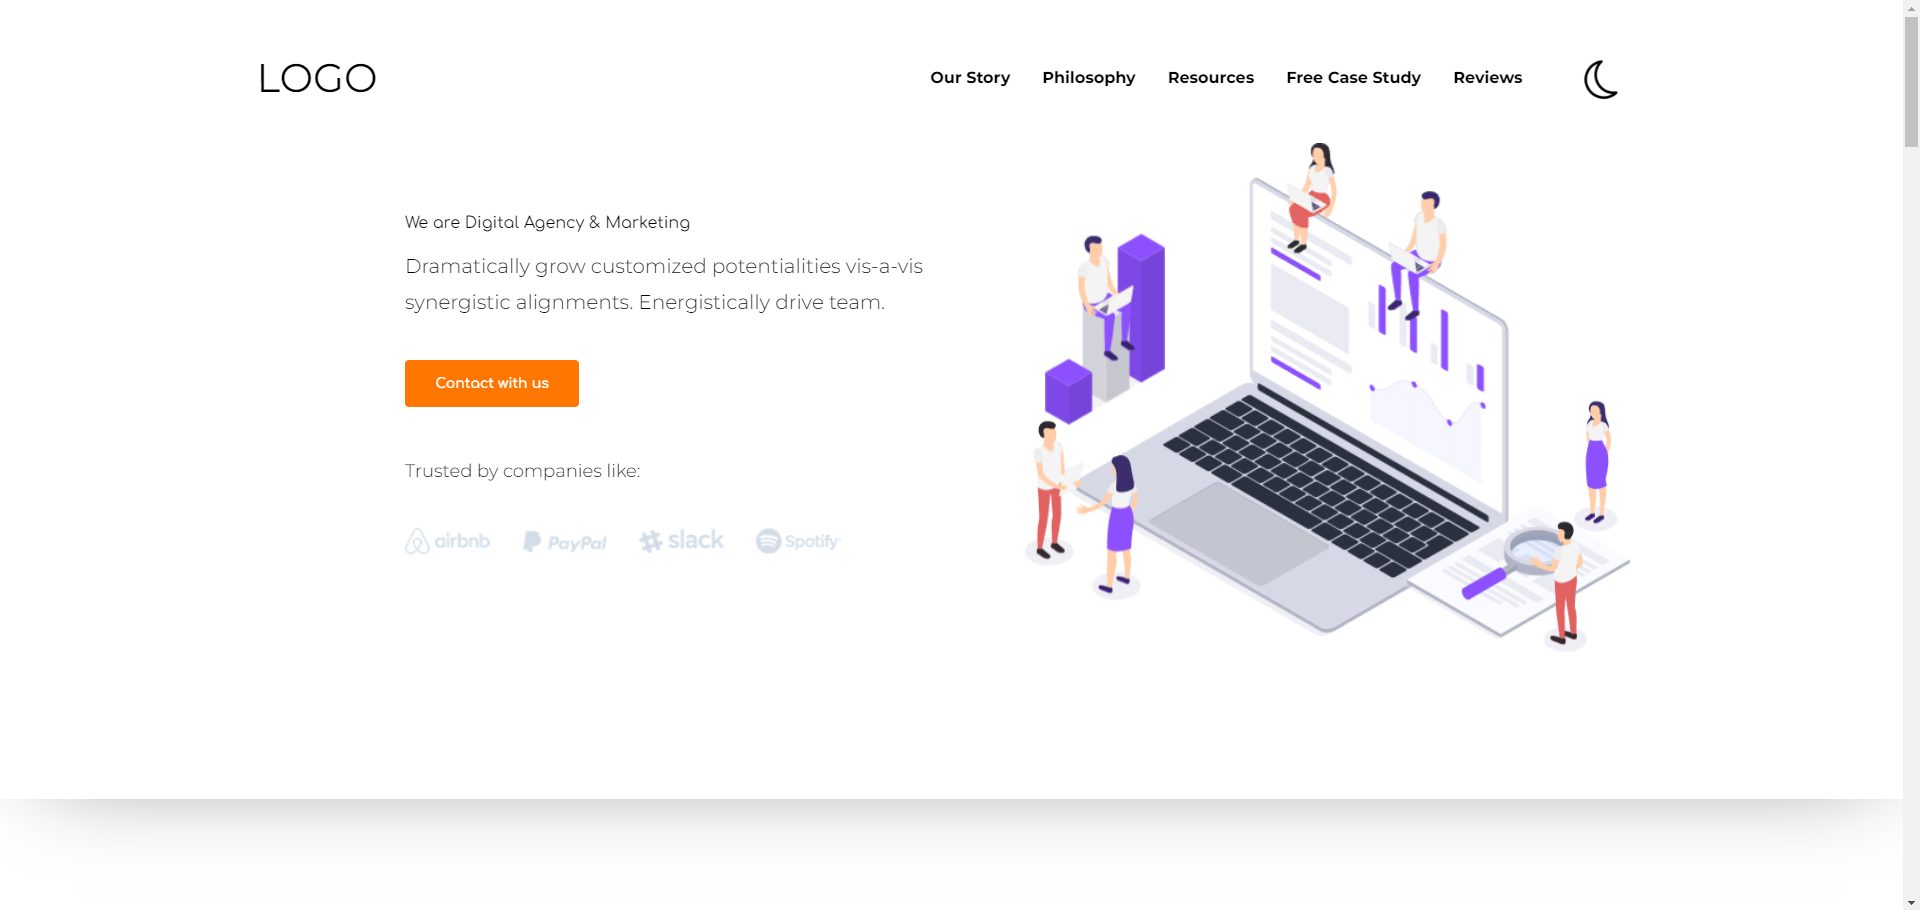 LOGO
Our Story Philosophy Resources Free Case Study Reviews
We are Digital Agency & Marketing
Dramatically grow customized potentialities vis-a-vis
synergistic alignments. Energistically drive team.
Contact with us
Trusted by companies like:
airbnb PayPal slack Spotify